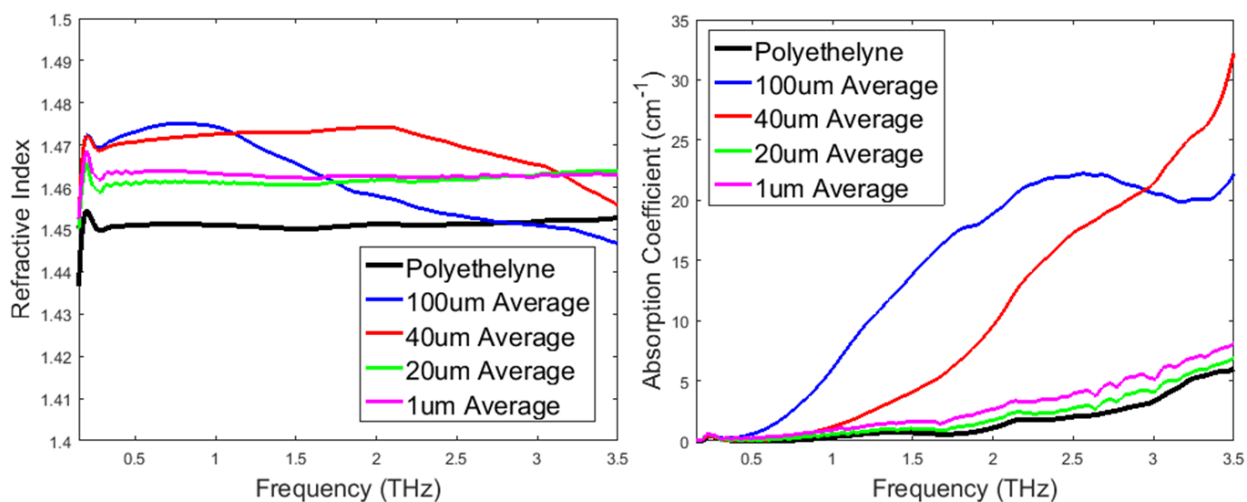 1.5
1.49
1.48
1.47
1.46
1.45
1.44
1.43
1.42
1.41
1.4
Refractive Index
0.5 1 1.5 2 2.5 3 3.5
Frequency (THz)
Polyethelyne
100um Average
40um Average
20um Average
1um Average
35
30
25
20
15
10
5
0
Absorption Coefficient (cm⁻¹)
0.5 1 1.5 2 2.5 3 3.5
Frequency (THz)
Polyethelyne
100um Average
40um Average
20um Average
1um Average